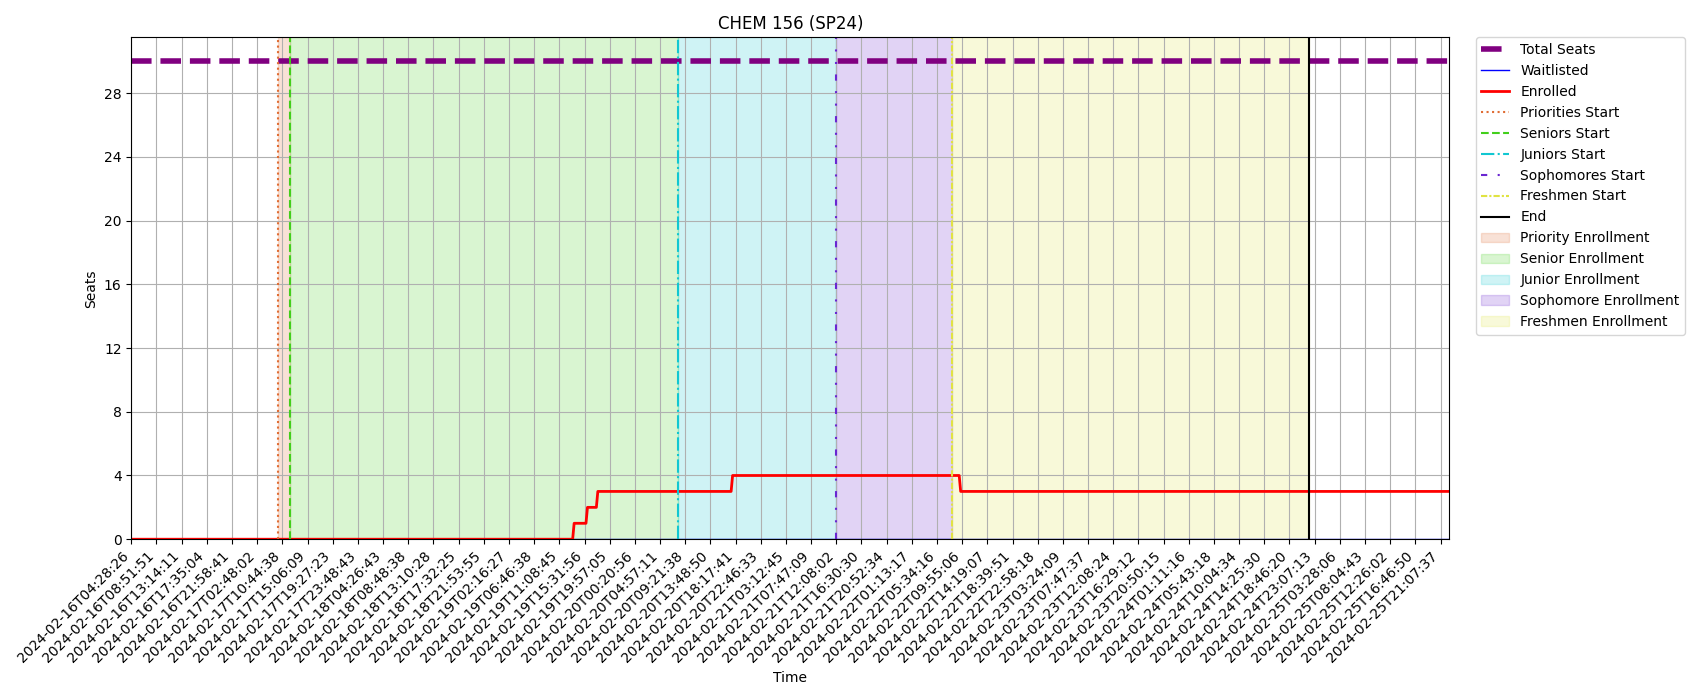 CHEM 156 (SP24)
Total Seats
Waitlisted
Enrolled
Priorities Start
Seniors Start
Juniors Start
Sophomores Start
Freshmen Start
End
Priority Enrollment
Senior Enrollment
Junior Enrollment
Sophomore Enrollment
Freshmen Enrollment
Seats
28
24
20
16
12
8
4
0
2024-02-16T04:28:26
2024-02-16T08:51:51
2024-02-16T13:14:11
2024-02-16T17:35:04
2024-02-16T21:58:41
2024-02-17T02:48:02
2024-02-17T10:44:38
2024-02-17T15:06:09
2024-02-17T19:27:23
2024-02-17T23:48:43
2024-02-18T04:26:43
2024-02-18T08:48:38
2024-02-18T13:10:28
2024-02-18T17:32:25
2024-02-18T21:53:55
2024-02-19T02:16:27
2024-02-19T06:46:38
2024-02-19T11:08:45
2024-02-19T15:31:56
2024-02-19T19:57:05
2024-02-20T00:20:56
2024-02-20T04:57:11
2024-02-20T09:21:38
2024-02-20T13:48:50
2024-02-20T18:17:41
2024-02-20T22:46:33
2024-02-21T03:12:45
2024-02-21T07:47:09
2024-02-21T12:08:02
2024-02-21T16:30:30
2024-02-21T20:52:34
2024-02-22T01:13:17
2024-02-22T05:34:16
2024-02-22T09:55:06
2024-02-22T14:19:07
2024-02-22T18:39:51
2024-02-22T22:58:18
2024-02-23T03:24:09
2024-02-23T07:47:37
2024-02-23T12:08:24
2024-02-23T16:29:12
2024-02-23T20:50:15
2024-02-24T01:11:16
2024-02-24T05:43:18
2024-02-24T10:04:34
2024-02-24T14:25:30
2024-02-24T18:46:20
2024-02-24T23:07:13
2024-02-25T03:28:06
2024-02-25T08:04:43
2024-02-25T12:26:02
2024-02-25T16:46:50
2024-02-25T21:07:37
Time